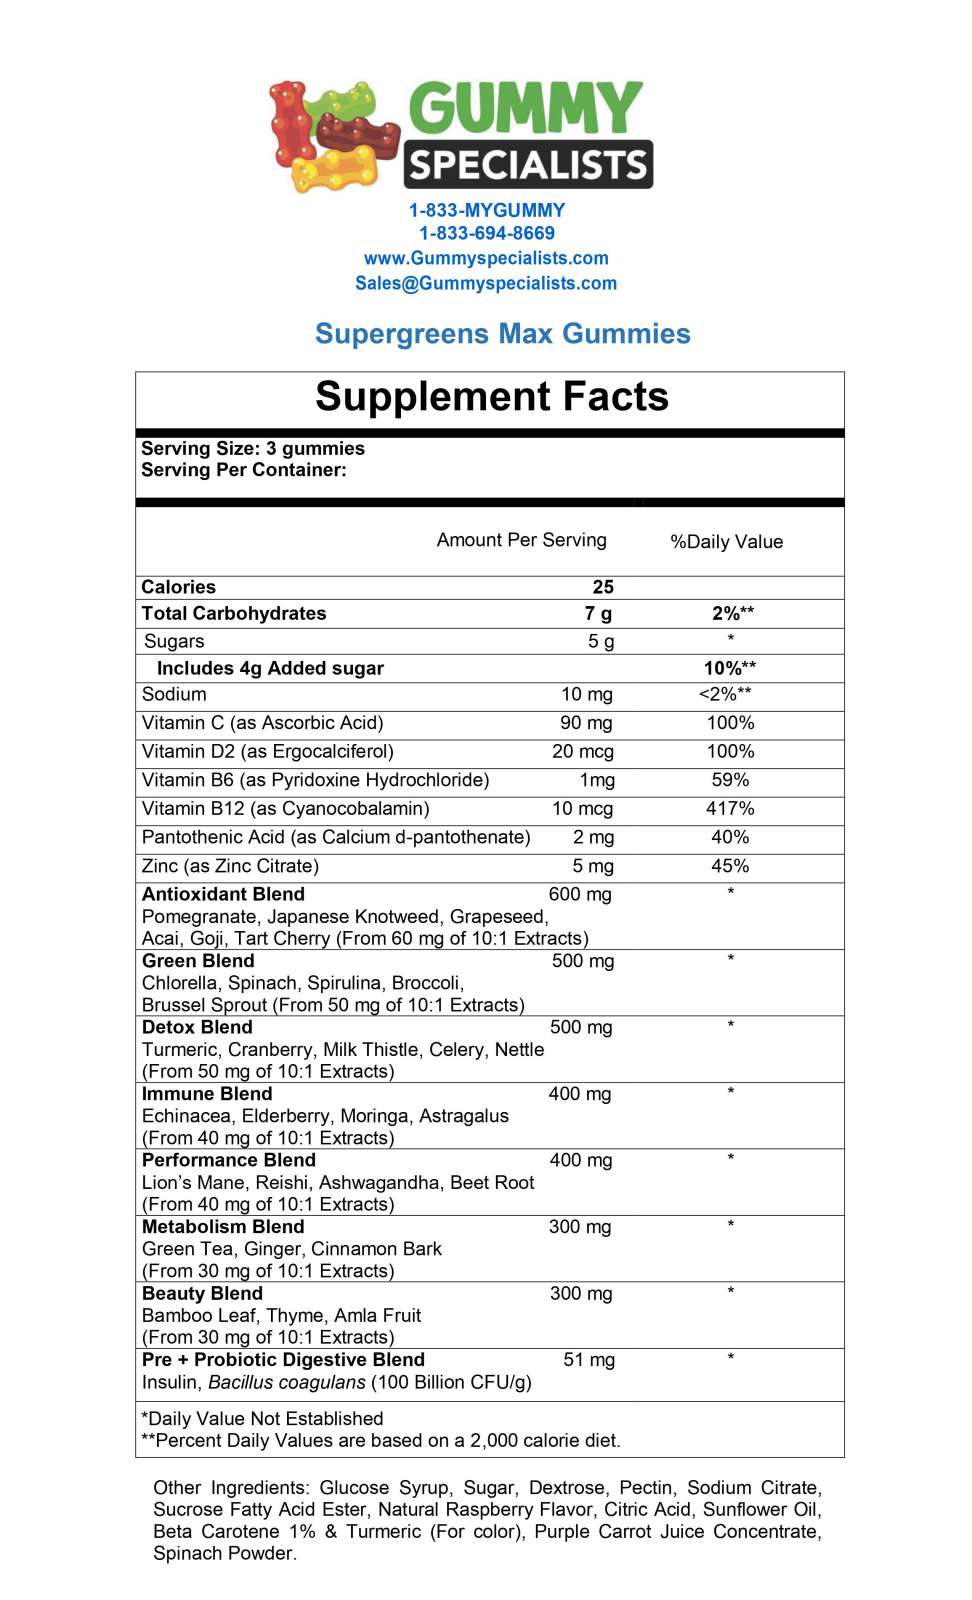 GUMMY
SPECIALISTS
1-833-MYGUMMY
1-833-694-8669
www.Gummyspecialists.com
Sales@Gummyspecialists.com
Supergreens Max Gummies
Supplement Facts
Serving Size: 3 gummies
Serving Per Container:
Amount Per Serving %Daily Value
Calories 25
Total Carbohydrates 7 g 2%**
Sugars 5 g *
Includes 4g Added sugar 10%**
Sodium 10 mg <2%**
Vitamin C (as Ascorbic Acid) 90 mg 100%
Vitamin D2 (as Ergocalciferol) 20 mcg 100%
Vitamin B6 (as Pyridoxine Hydrochloride) 1mg 59%
Vitamin B12 (as Cyanocobalamin) 10 mcg 417%
Pantothenic Acid (as Calcium d-pantothenate) 2 mg 40%
Zinc (as Zinc Citrate) 5 mg 45%
Antioxidant Blend 600 mg *
Pomegranate, Japanese Knotweed, Grapeseed,
Acai, Goji, Tart Cherry (From 60 mg of 10:1 Extracts)
Green Blend 500 mg *
Chlorella, Spinach, Spirulina, Broccoli,
Brussel Sprout (From 50 mg of 10:1 Extracts)
Detox Blend 500 mg *
Turmeric, Cranberry, Milk Thistle, Celery, Nettle
(From 50 mg of 10:1 Extracts)
Immune Blend 400 mg *
Echinacea, Elderberry, Moringa, Astragalus
(From 40 mg of 10:1 Extracts)
Performance Blend 400 mg *
Lion’s Mane, Reishi, Ashwagandha, Beet Root
(From 40 mg of 10:1 Extracts)
Metabolism Blend 300 mg *
Green Tea, Ginger, Cinnamon Bark
(From 30 mg of 10:1 Extracts)
Beauty Blend 300 mg *
Bamboo Leaf, Thyme, Amla Fruit
(From 30 mg of 10:1 Extracts)
Pre + Probiotic Digestive Blend 51 mg *
Insulin, Bacillus coagulans (100 Billion CFU/g)
*Daily Value Not Established
**Percent Daily Values are based on a 2,000 calorie diet.
Other Ingredients: Glucose Syrup, Sugar, Dextrose, Pectin, Sodium Citrate,
Sucrose Fatty Acid Ester, Natural Raspberry Flavor, Citric Acid, Sunflower Oil,
Beta Carotene 1% & Turmeric (For color), Purple Carrot Juice Concentrate,
Spinach Powder.